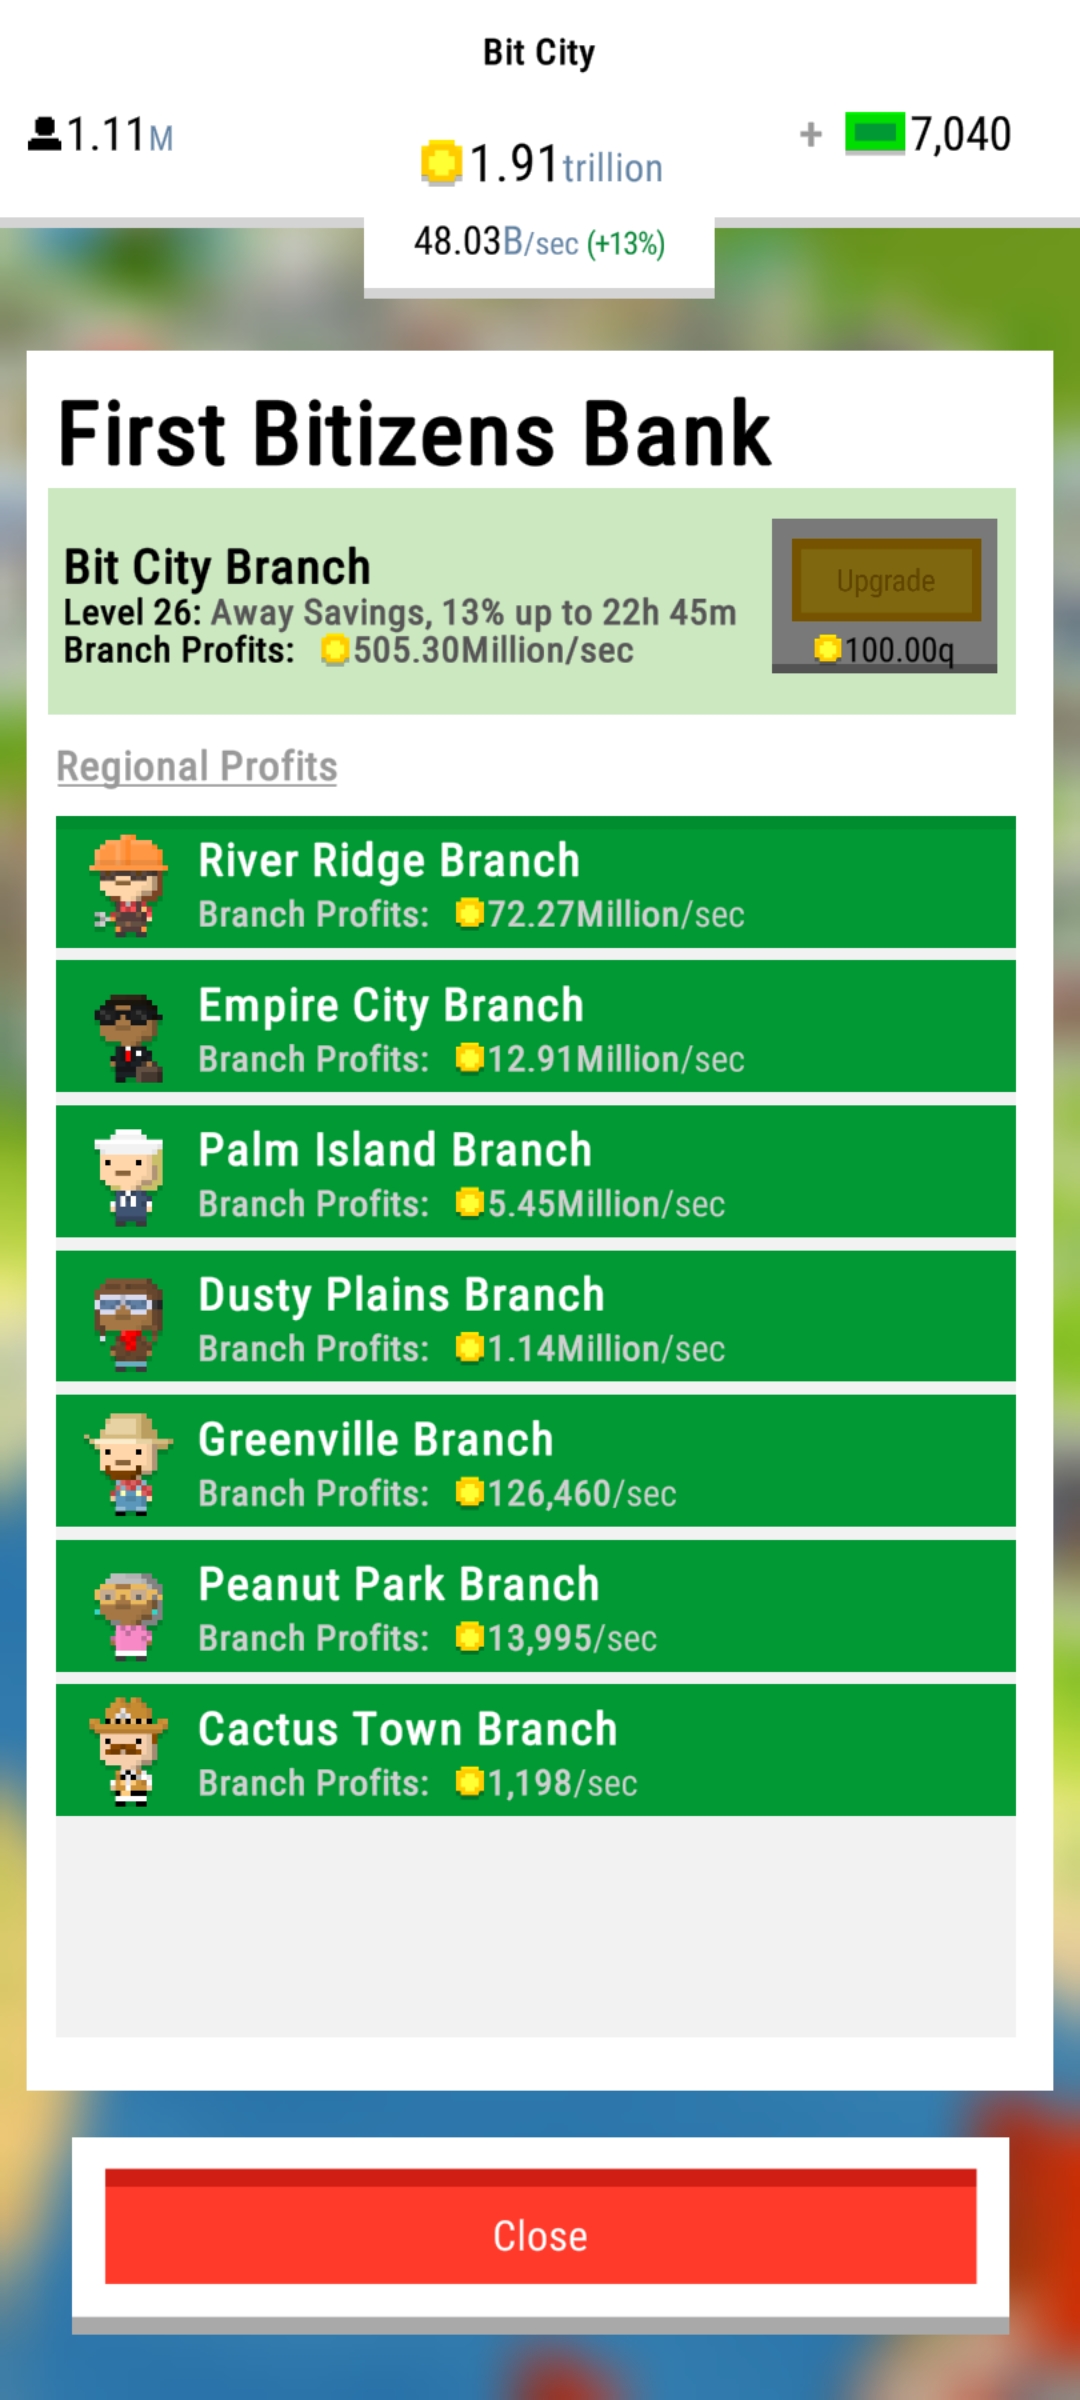 Bit City
1.11M
1.91trillion
+ 7,040
48.03B/sec (+13%)
First Bitizens Bank
Bit City Branch
Level 26: Away Savings, 13% up to 22h 45m
Branch Profits: 505.30Million/sec
Upgrade
100.00q
Regional Profits
River Ridge Branch
Branch Profits: 72.27Million/sec
Empire City Branch
Branch Profits: 12.91Million/sec
Palm Island Branch
Branch Profits: 5.45Million/sec
Dusty Plains Branch
Branch Profits: 1.14Million/sec
Greenville Branch
Branch Profits: 126,460/sec
Peanut Park Branch
Branch Profits: 13,995/sec
Cactus Town Branch
Branch Profits: 1,198/sec
Close